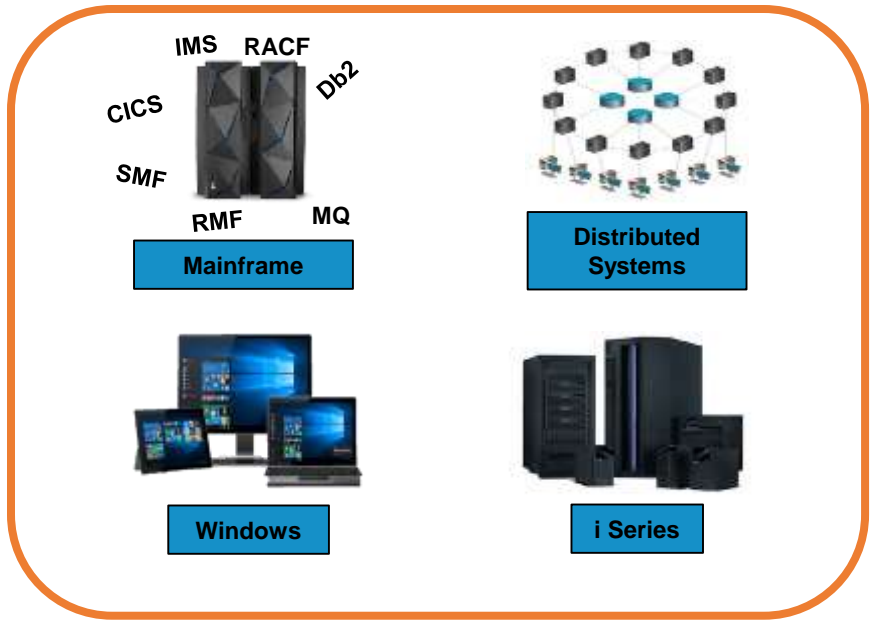 IMS RACF
Db2
CICS
SMF
RMF MQ
Mainframe
Distributed
Systems
Windows
i Series